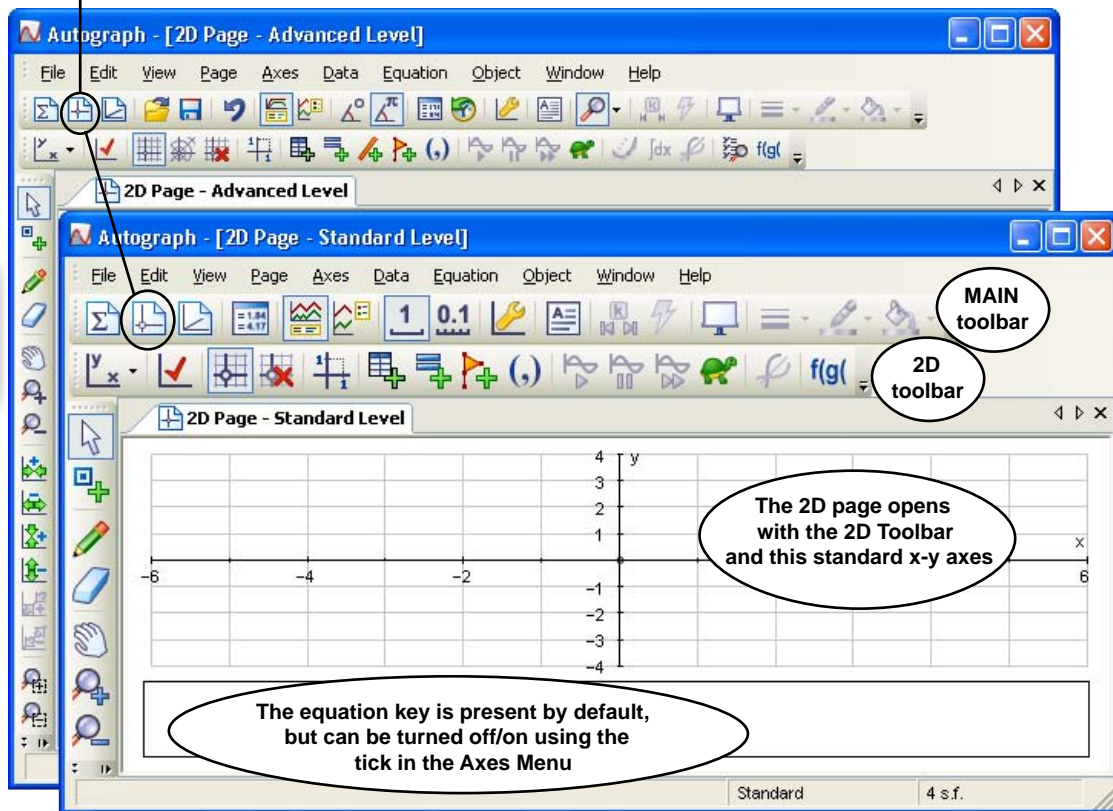 Autograph - [2D Page - Advanced Level]
File Edit View Page Axes Data Equation Object Window Help
2D Page - Advanced Level
Autograph - [2D Page - Standard Level]
File Edit View Page Axes Data Equation Object Window Help
1 0.1
MAIN
toolbar
f(g(
2D
toolbar
2D Page - Standard Level
4 y
3
2
1
x
-6 -4 -2 6
-1
-2
-3
-4
The 2D page opens
with the 2D Toolbar
and this standard x-y axes
The equation key is present by default,
but can be turned off/on using the
tick in the Axes Menu
Standard 4 s.f.